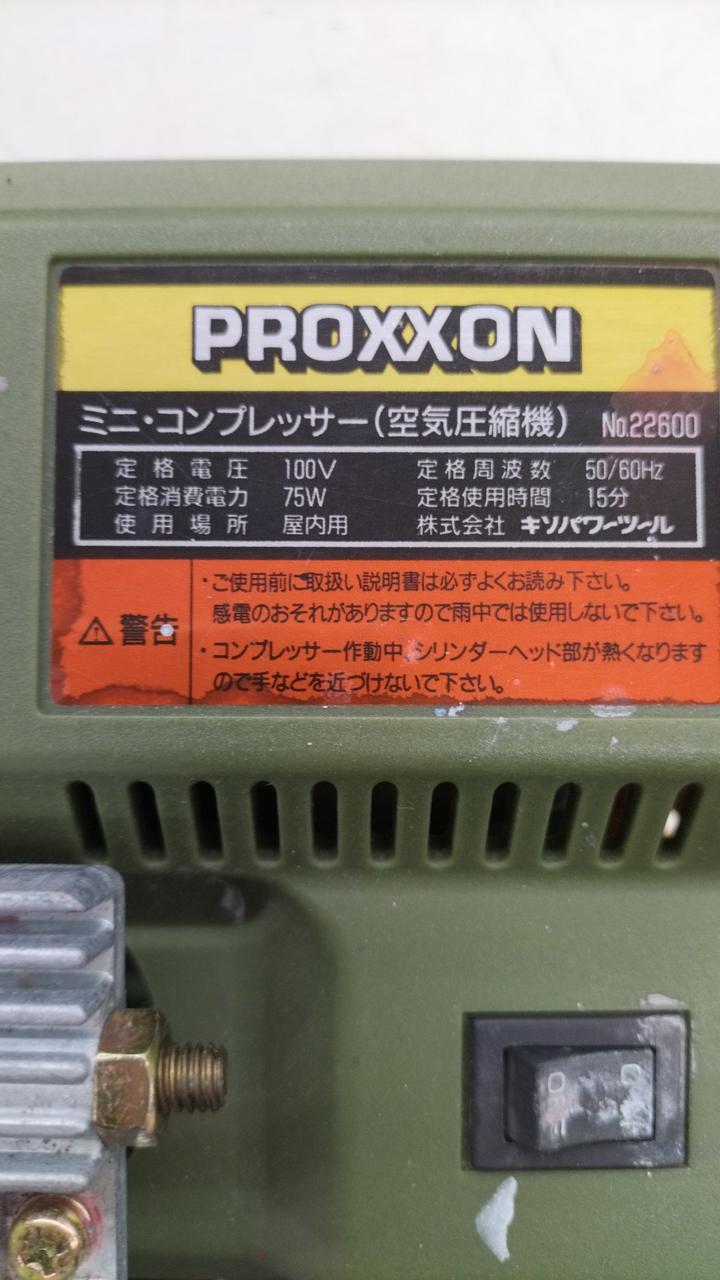 PROXXON
ミニ・コンプレッサー(空気圧縮機) No.22600
定格電圧 100V 定格周波数 50/60Hz
定格消費電力 75W 定格使用時間 15分
使用場所 屋内用 株式会社 キソパワーツール
・ご使用前に取扱い説明書は必ずよくお読み下さい。
感電のおそれがありますので雨中では使用しないで下さい。
⚠警告
・コンプレッサー作動中、シリンダーヘッド部が熱くなります
ので手などを近づけないで下さい。